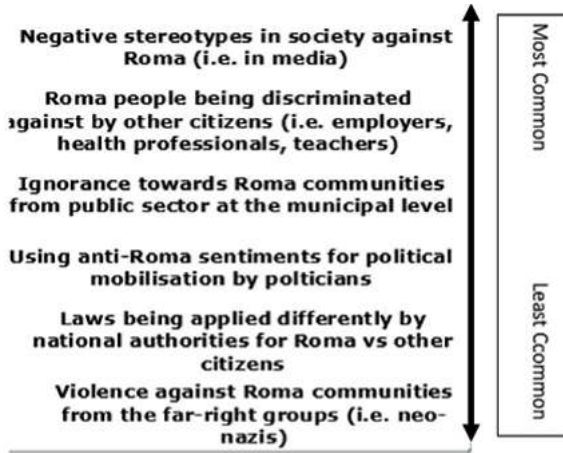 Negative stereotypes in society against
Roma (i.e. in media)
Roma people being discriminated
against by other citizens (i.e. employers,
health professionals, teachers)
Ignorance towards Roma communities
from public sector at the municipal level
Using anti-Roma sentiments for political
mobilisation by polticians
Laws being applied differently by
national authorities for Roma vs other
citizens
Violence against Roma communities
from the far-right groups (i.e. neo-
nazis)
Most Common
Least Ccommon